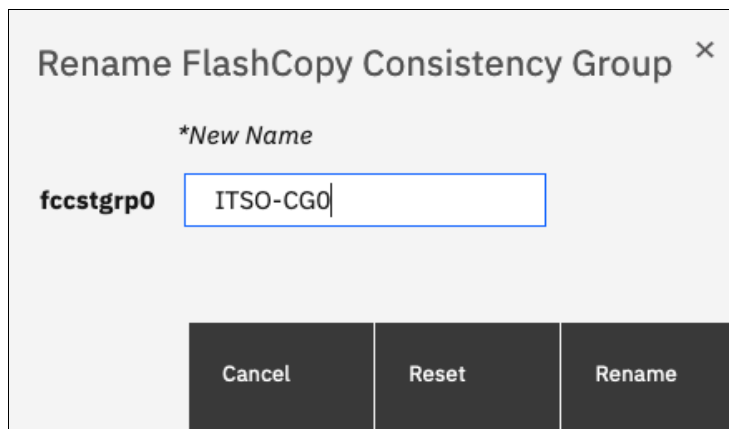 Rename FlashCopy Consistency Group ×
*New Name
fccstgrp0 ITSO-CG0
Cancel Reset Rename